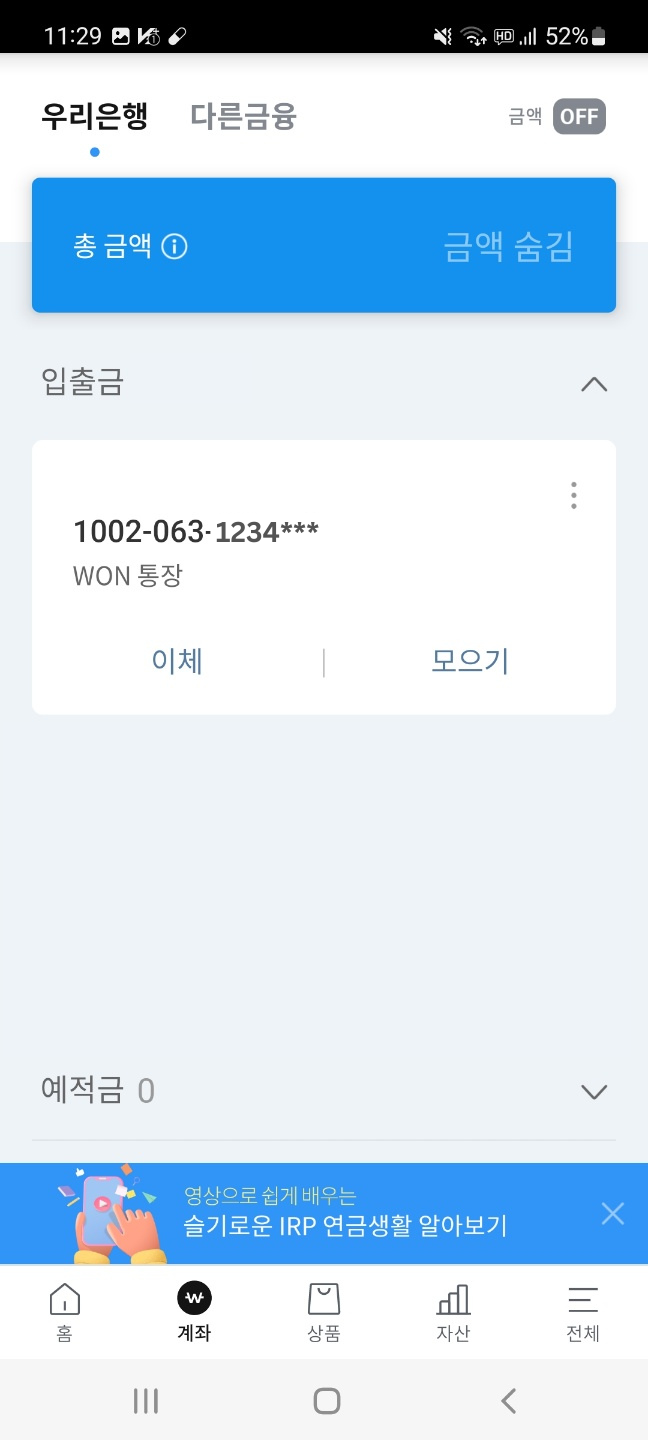 11:29 HD 52%
우리은행 다른금융 금액 OFF
총 금액 금액 숨김
입출금
1002-063-1234***
WON 통장
이체 | 모으기
예적금 0
영상으로 쉽게 배우는
슬기로운 IRP 연금생활 알아보기
홈 계좌 상품 자산 전체